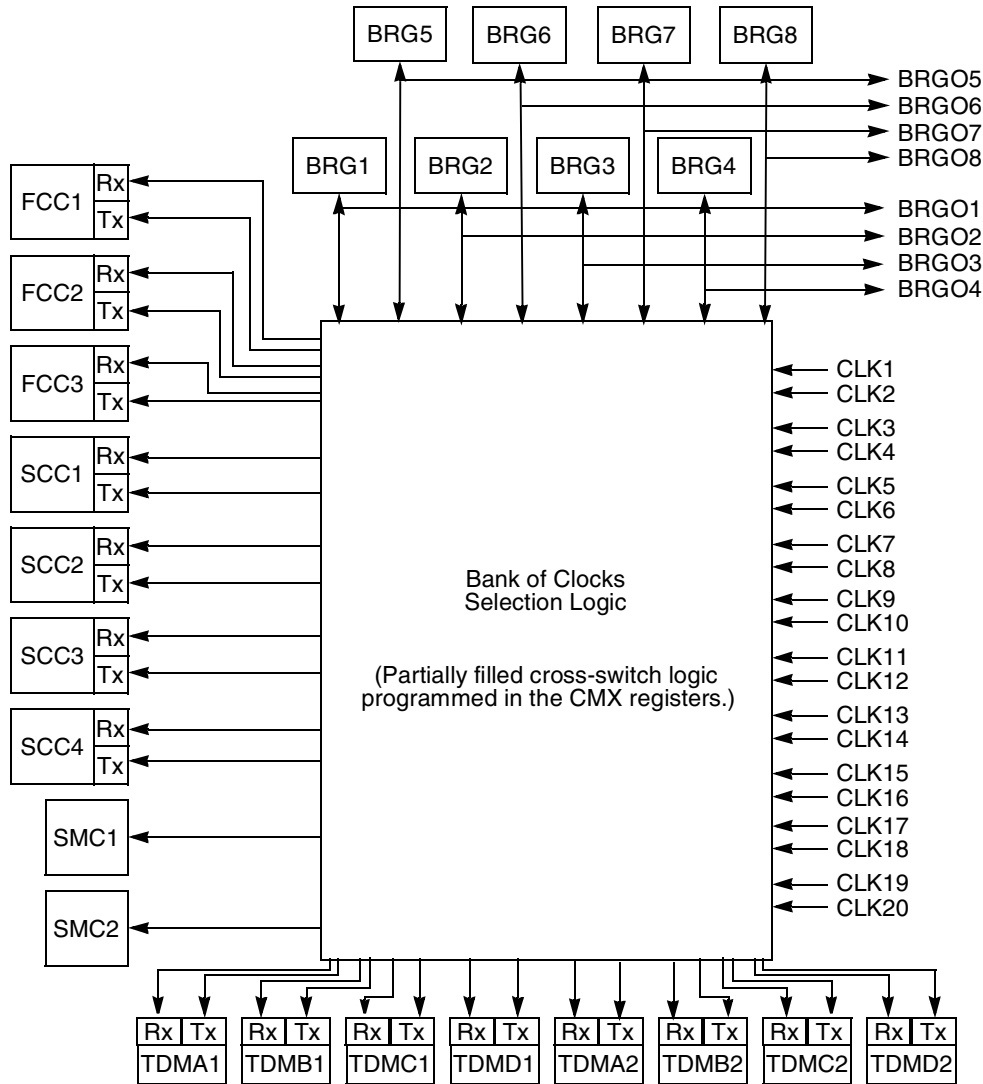 BRG5 BRG6 BRG7 BRG8
BRGO5
BRGO6
BRGO7
BRGO8
BRG1 BRG2 BRG3 BRG4
BRGO1
BRGO2
BRGO3
BRGO4
FCC1 Rx Tx
FCC2 Rx Tx
FCC3 Rx Tx
SCC1 Rx Tx
SCC2 Rx Tx
SCC3 Rx Tx
SCC4 Rx Tx
SMC1
SMC2
Bank of Clocks
Selection Logic
(Partially filled cross-switch logic
programmed in the CMX registers.)
CLK1
CLK2
CLK3
CLK4
CLK5
CLK6
CLK7
CLK8
CLK9
CLK10
CLK11
CLK12
CLK13
CLK14
CLK15
CLK16
CLK17
CLK18
CLK19
CLK20
Rx Tx Rx Tx Rx Tx Rx Tx Rx Tx Rx Tx Rx Tx Rx Tx
TDMA1 TDMB1 TDMC1 TDMD1 TDMA2 TDMB2 TDMC2 TDMD2